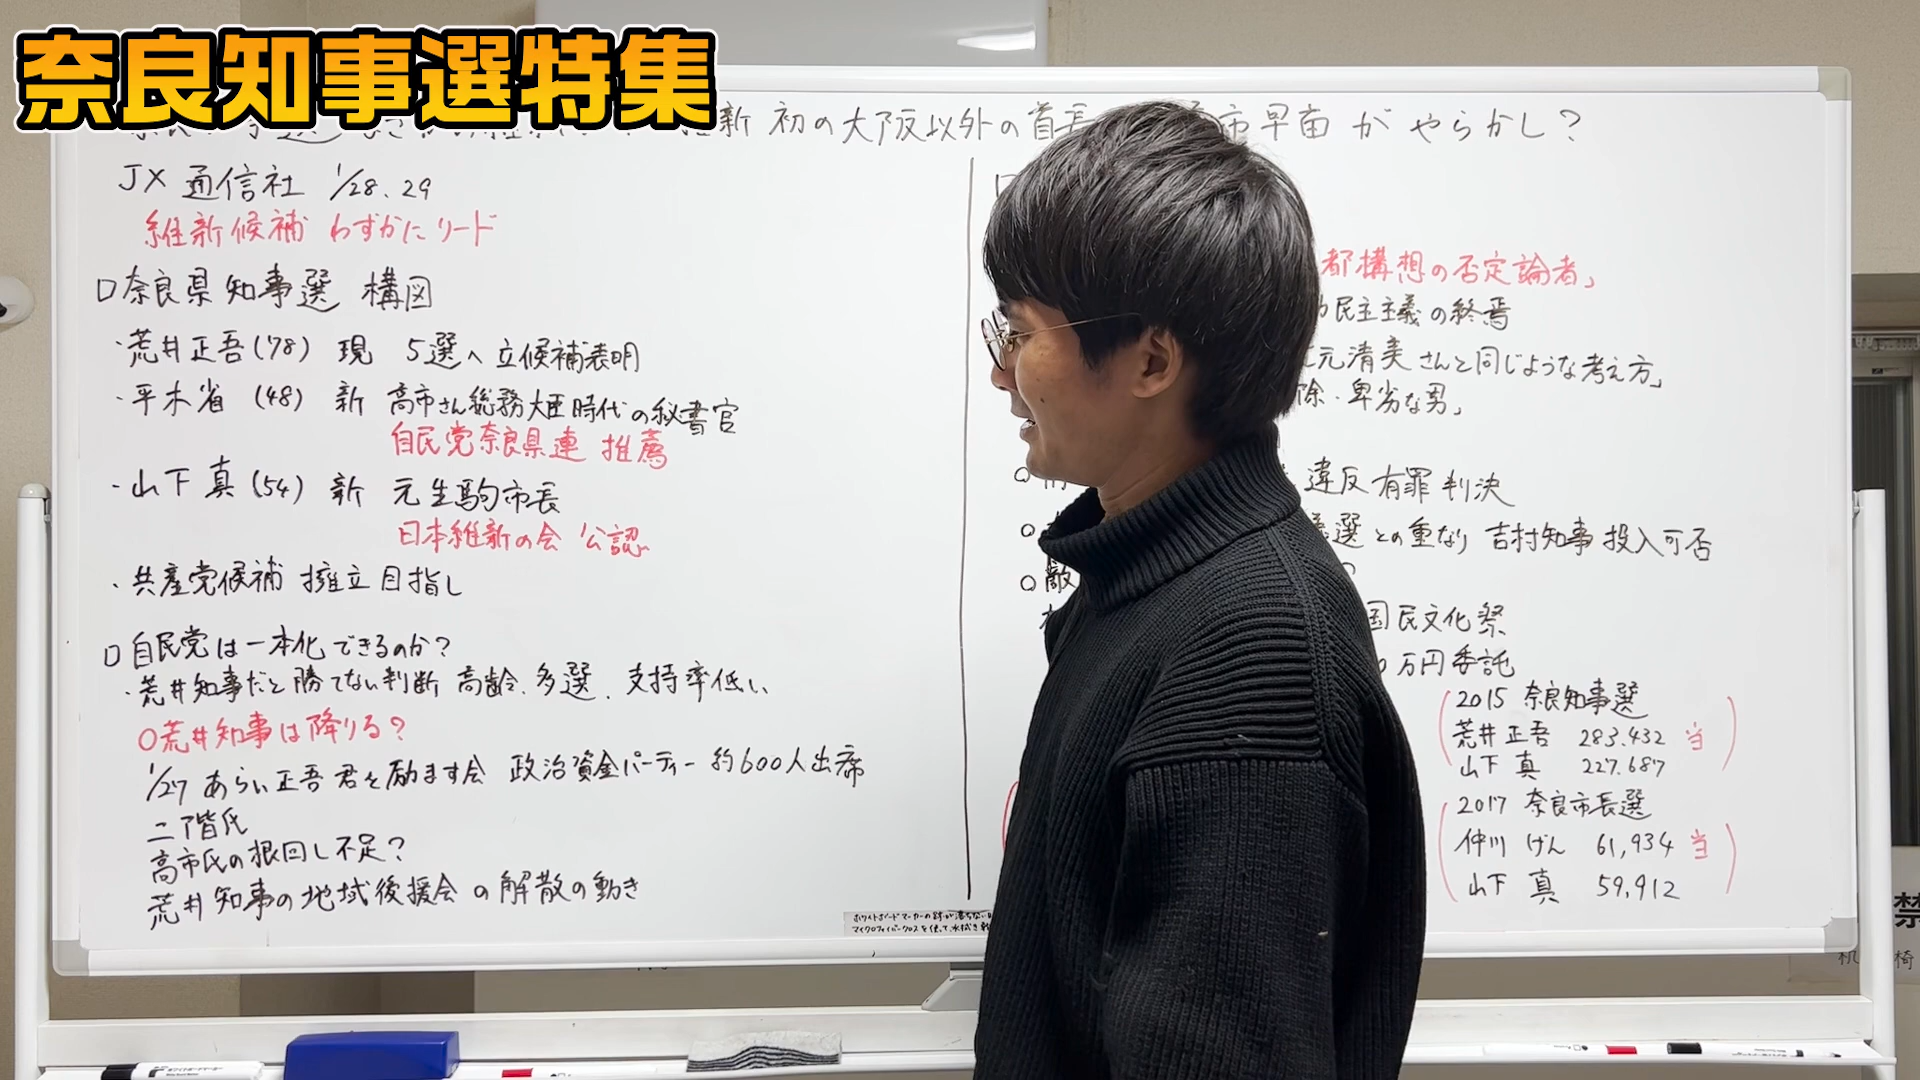 奈良知事選特集
維新 初の大阪以外の首長 市早苗 が やらかし?
JX 通信社 1/28.29
維新候補 わずかにリード
□奈良県知事選 構図
・荒井正吾('78) 現 5選へ立候補表明
・平木省 (48) 新 高市さん総務大臣時代の秘書官
自民党奈良県連 推薦
・山下真(54) 新 元生駒市長
日本維新の会 公認
・共産党候補 擁立目指し
□自民党は一本化できるのか?
・荒井知事だと勝てない判断 高齢、多選、支持率低い
○荒井知事は降りる?
1/27 あらい正吾君を励ます会 政治資金パーティー 約600人出席
二階氏
高市氏の根回し不足?
荒井知事の地域後援会の解散の動き
都構想の否定論者」
民主主義の終焉
元清美さんと同じような考え方」
除・卑劣な男」
違反有罪判決
選との重なり 吉村知事投入可否
敵
国民文化祭
万円委託
2015 奈良知事選
荒井正吾 283.432 当
山下 真 227.687
2017 奈良市長選
仲川 げん 61,934 当
山下 真 59,912
禁
机 椅